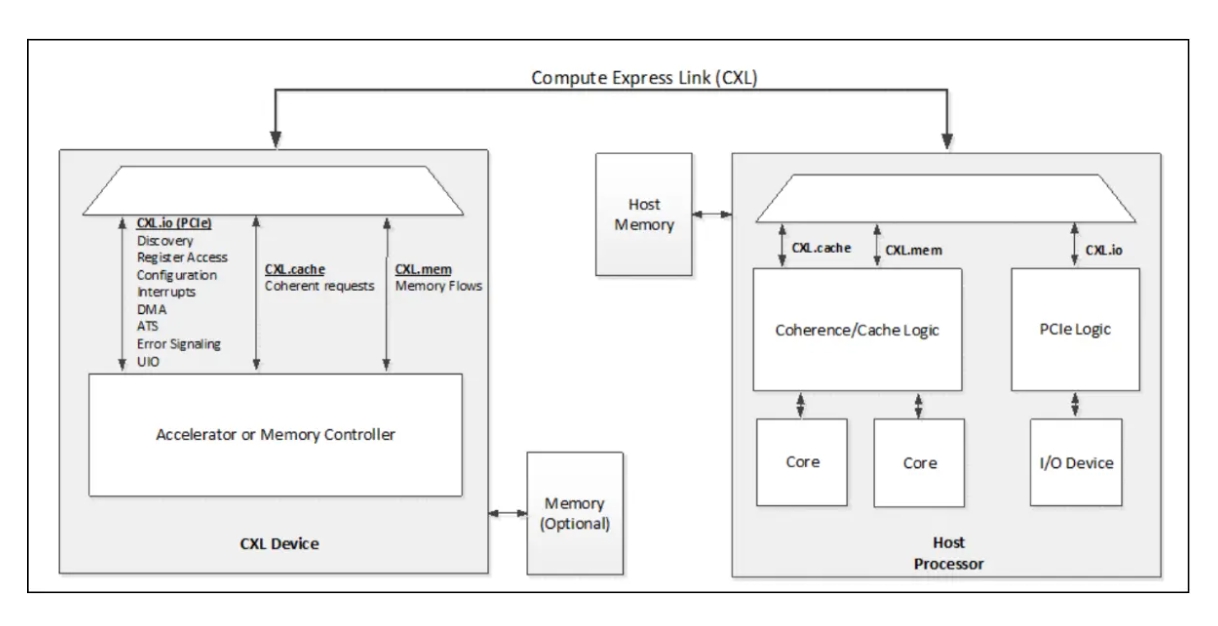 Compute Express Link (CXL)
CXL.io (PCIe)
Discovery
Register Access
Configuration
Interrupts
DMA
ATS
Error Signaling
UIO
CXL.cache
Coherent requests
CXL.mem
Memory Flows
Accelerator or Memory Controller
CXL Device
Memory
(Optional)
Host
Memory
CXL.cache
CXL.mem
CXL.io
Coherence/Cache Logic
PCIe Logic
Core
Core
I/O Device
Host
Processor